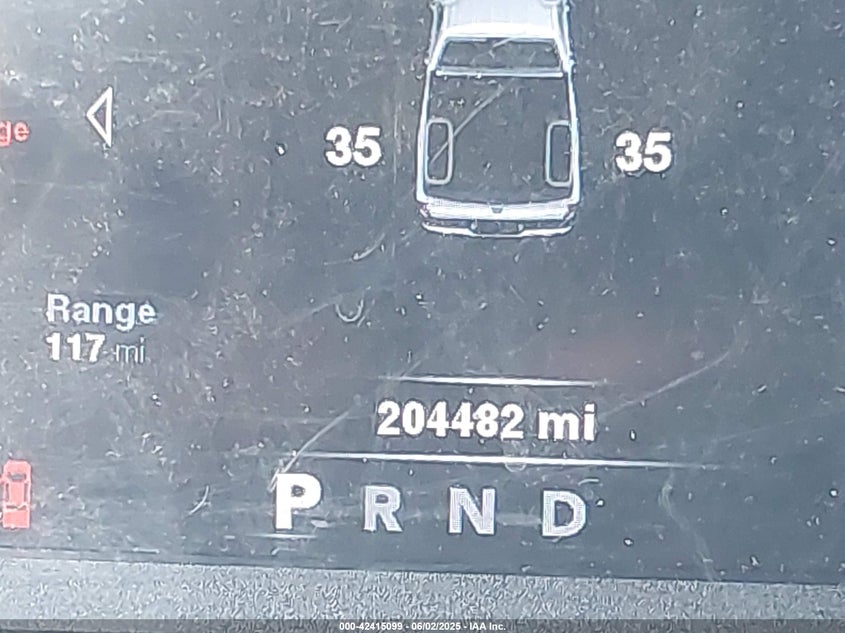 ge
35 35
Range
117 mi
204482 mi
P R N D
000-42415099 - 06/02/2025 - IAA Inc.